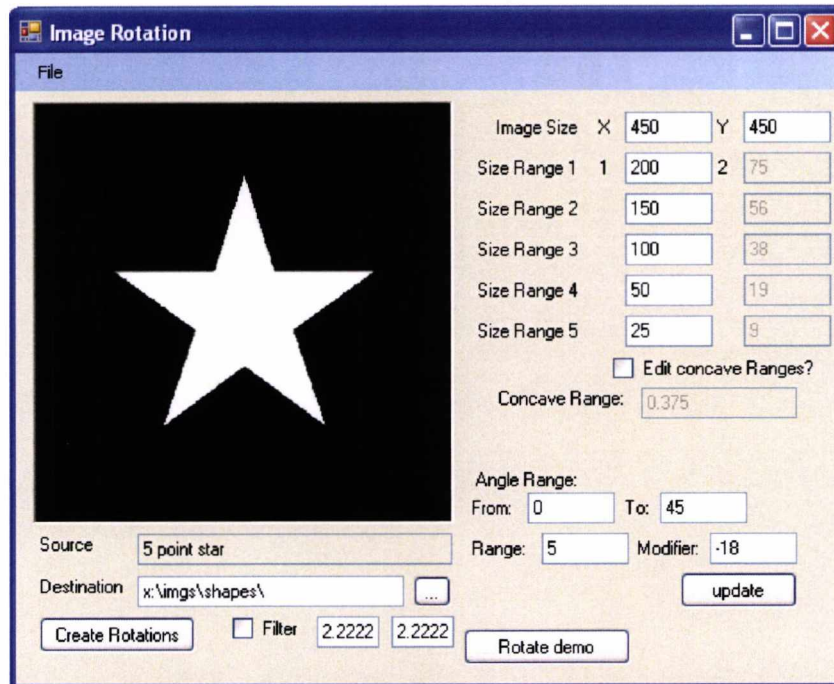 Image Rotation
File
Image Size X 450 Y 450
Size Range 1 1 200 2 75
Size Range 2 150 56
Size Range 3 100 38
Size Range 4 50 19
Size Range 5 25 9
Edit concave Ranges?
Concave Range: 0.375
Angle Range:
From: 0 To: 45
Range: 5 Modifier: -18
update
Source 5 point star
Destination x:\imgs\shapes\ ...
Create Rotations Filter 2.2222 2.2222
Rotate demo